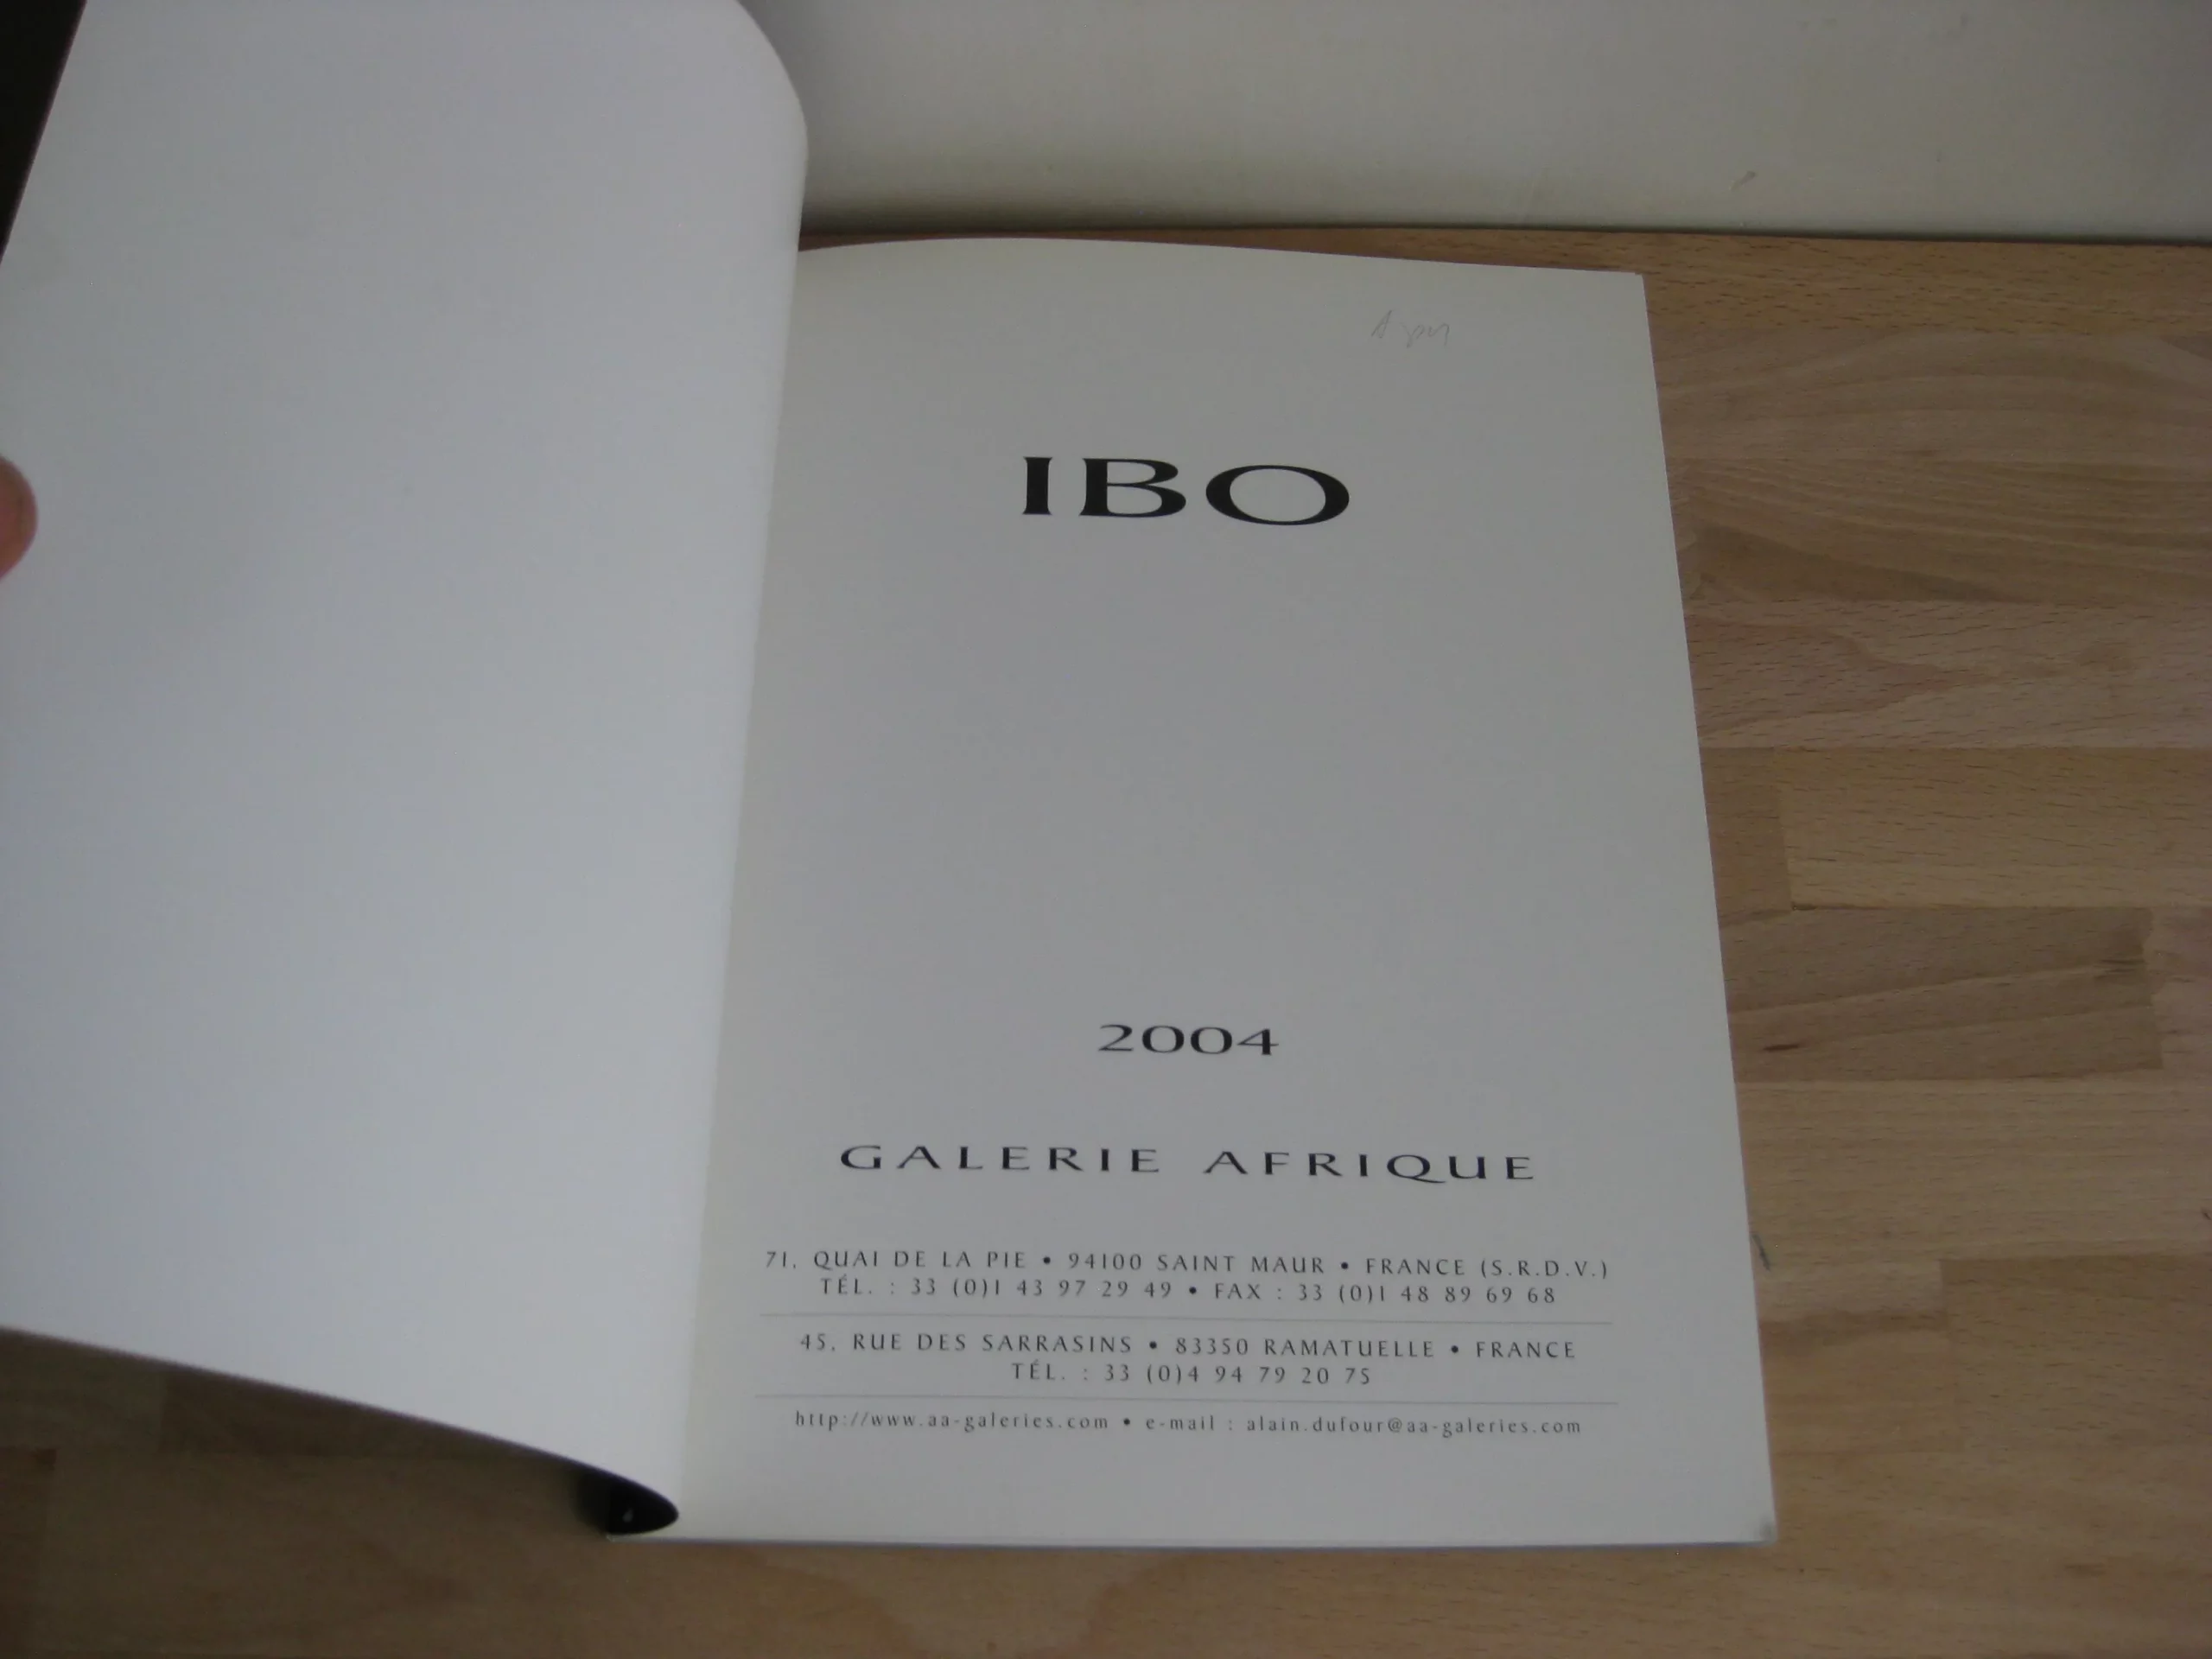 IBO
2004
GALERIE AFRIQUE
71, QUAI DE LA PIE • 94100 SAINT MAUR • FRANCE (S.R.D.V.)
TÉL. : 33 (0)1 43 97 29 49 • FAX : 33 (0)1 48 89 69 68
45, RUE DES SARRASINS • 83350 RAMATUELLE • FRANCE
TÉL. : 33 (0)4 94 79 20 75
http://www.aa-galeries.com • e-mail : alain.dufour@aa-galeries.com